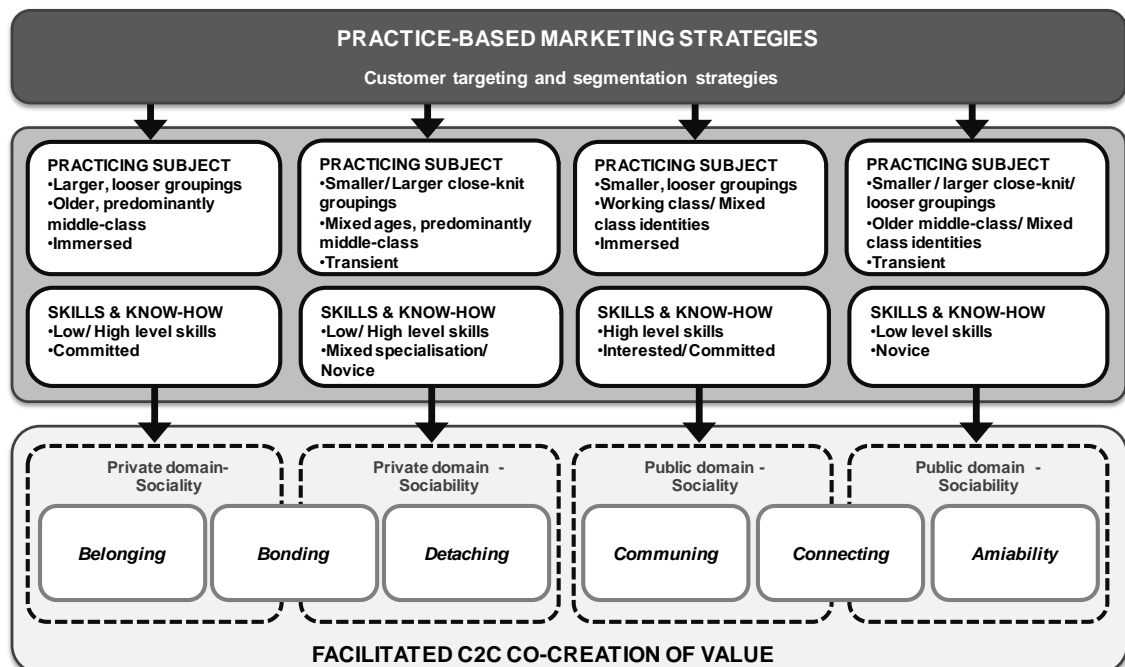 PRACTICE-BASED MARKETING STRATEGIES
Customer targeting and segmentation strategies
PRACTICING SUBJECT
•Larger, looser groupings
•Older, predominantly
middle-class
•Immersed
PRACTICING SUBJECT
•Smaller/ Larger close-knit
groupings
•Mixed ages, predominantly
middle-class
•Transient
PRACTICING SUBJECT
•Smaller, looser groupings
•Working class/ Mixed
class identities
•Immersed
PRACTICING SUBJECT
•Smaller / larger close-knit/
looser groupings
•Older middle-class/ Mixed
class identities
•Transient
SKILLS & KNOW-HOW
•Low/ High level skills
•Committed
SKILLS & KNOW-HOW
•Low/ High level skills
•Mixed specialisation/
Novice
SKILLS & KNOW-HOW
•High level skills
•Interested/ Committed
SKILLS & KNOW-HOW
•Low level skills
•Novice
Private domain-
Sociality
Private domain -
Sociability
Public domain -
Sociality
Public domain -
Sociability
Belonging
Bonding
Detaching
Communing
Connecting
Amiability
FACILITATED C2C CO-CREATION OF VALUE